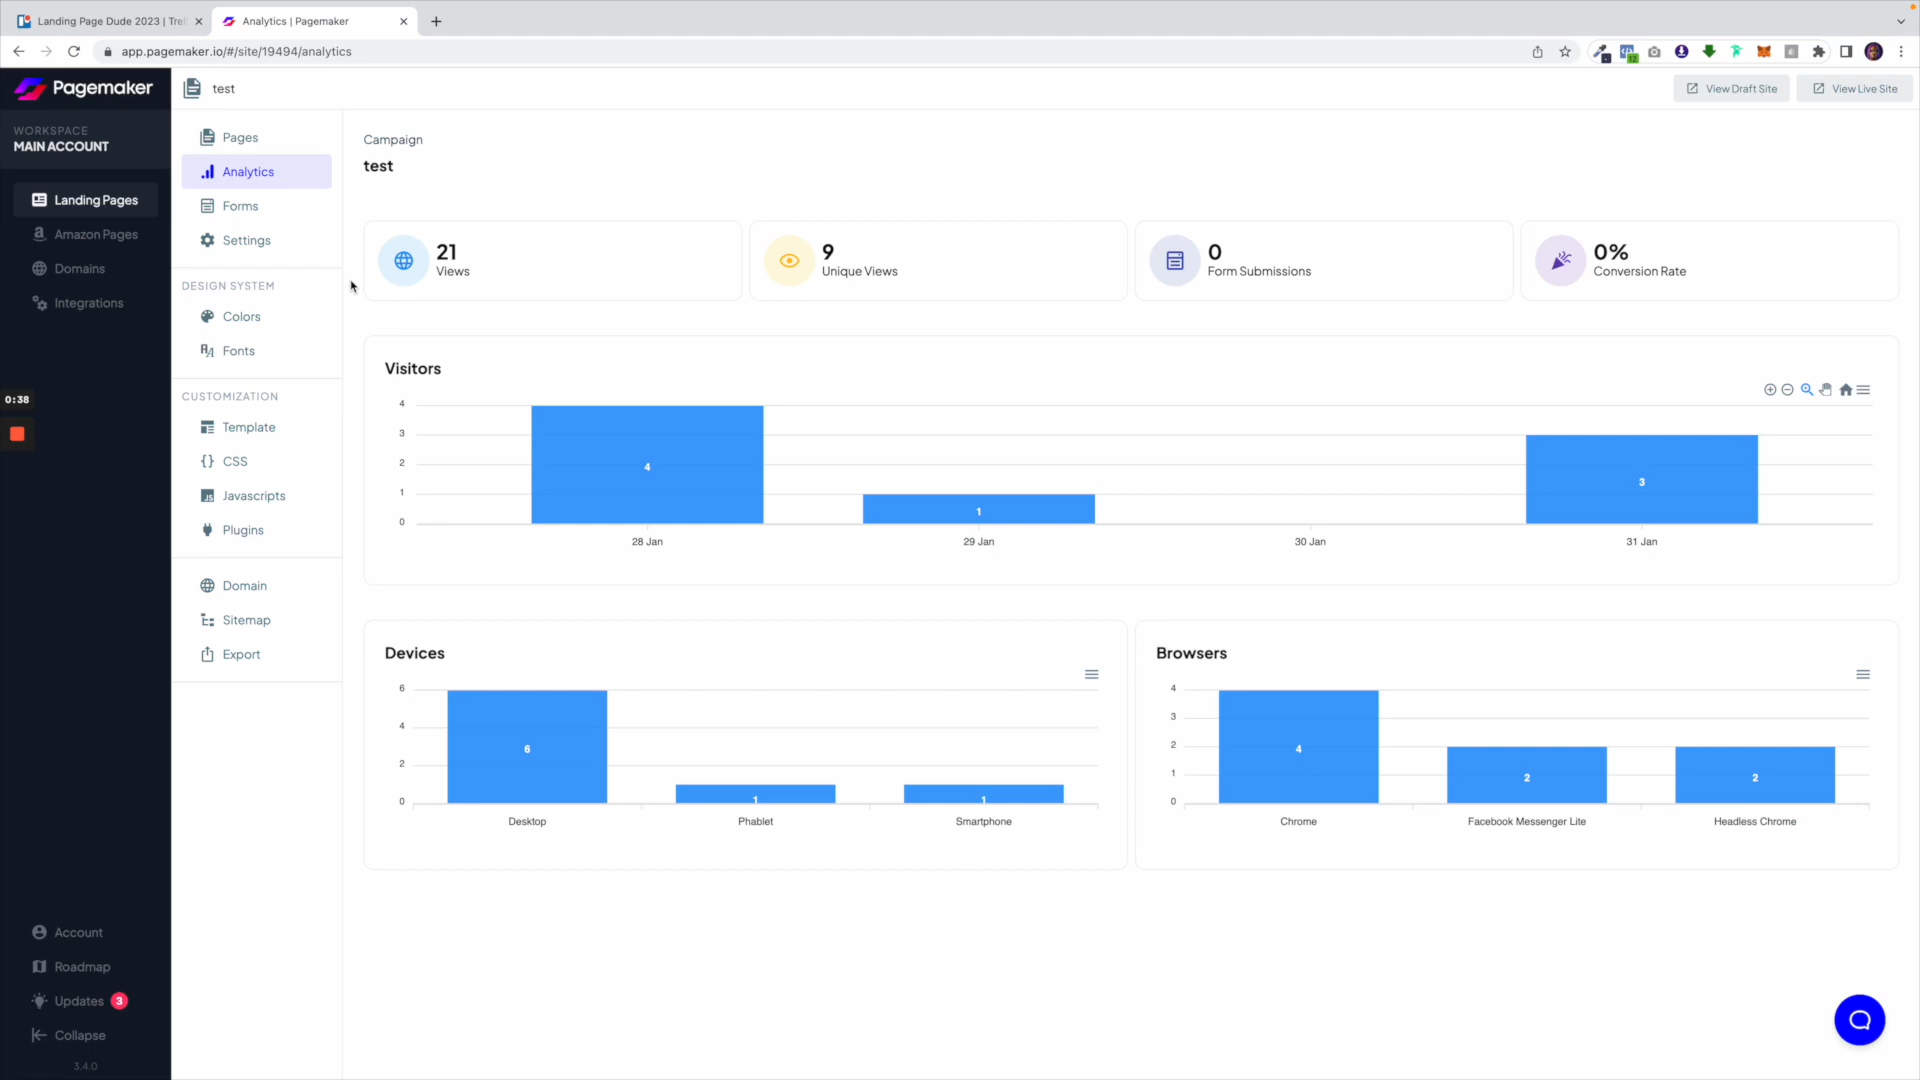 Landing Page Dude 2023 | Trel
Analytics | Pagemaker
app.pagemaker.io/#/site/19494/analytics
12
Pagemaker
test
View Draft Site
View Live Site
WORKSPACE
MAIN ACCOUNT
Landing Pages
Amazon Pages
Domains
Integrations
0:38
Account
Roadmap
Updates 3
Collapse
3.4.0
Pages
Analytics
Forms
Settings
DESIGN SYSTEM
Colors
Fonts
CUSTOMIZATION
Template
CSS
Javascripts
Plugins
Domain
Sitemap
Export
Campaign
test
21
Views
9
Unique Views
0
Form Submissions
0%
Conversion Rate
Visitors
4
3
2
1
0
4
1
3
28 Jan
29 Jan
30 Jan
31 Jan
Devices
6
4
2
0
6
1
1
Desktop
Phablet
Smartphone
Browsers
4
3
2
1
0
4
2
2
Chrome
Facebook Messenger Lite
Headless Chrome